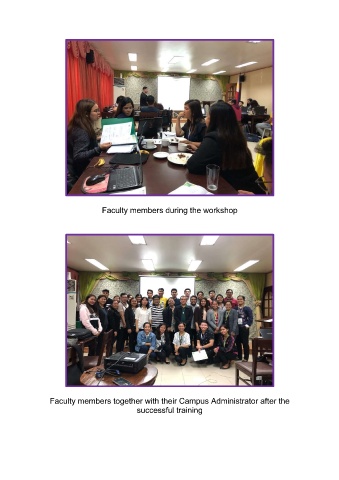 Faculty members during the workshop
Faculty members together with their Campus Administrator after the
successful training